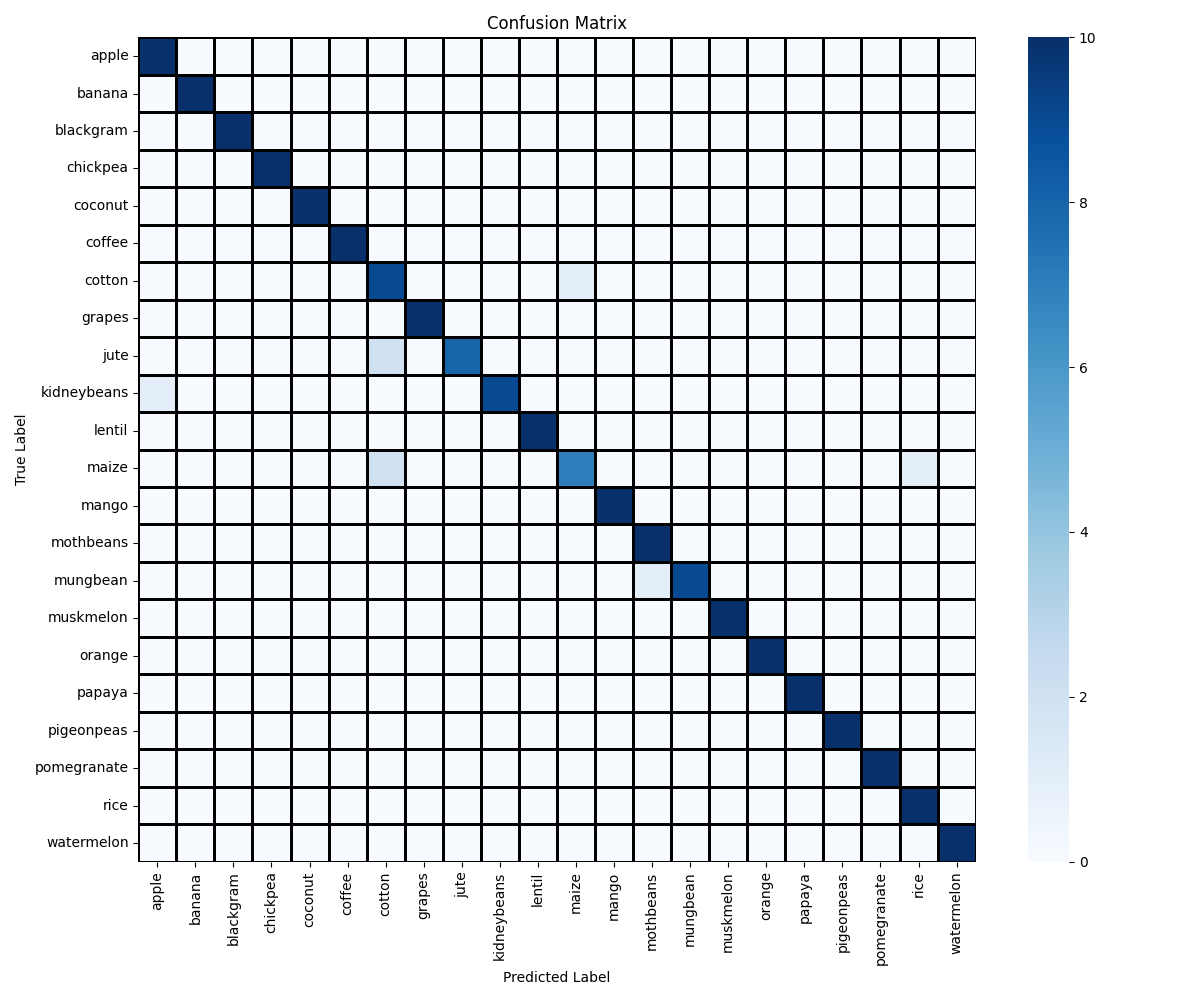 Confusion Matrix
True Label
apple
banana
blackgram
chickpea
coconut
coffee
cotton
grapes
jute
kidneybeans
lentil
maize
mango
mothbeans
mungbean
muskmelon
orange
papaya
pigeonpeas
pomegranate
rice
watermelon
apple
banana
blackgram
chickpea
coconut
coffee
cotton
grapes
jute
kidneybeans
lentil
maize
mango
mothbeans
mungbean
muskmelon
orange
papaya
pigeonpeas
pomegranate
rice
watermelon
Predicted Label
10
8
6
4
2
0